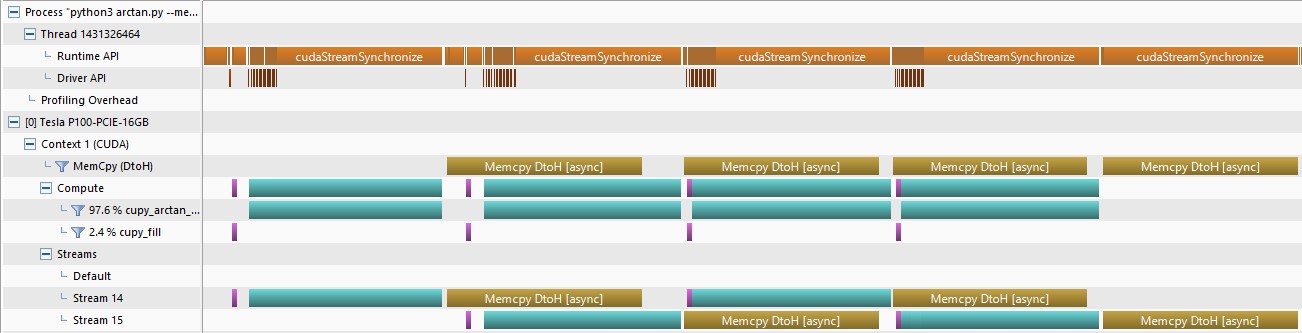 Process "python3 arctan.py --me...
Thread 1431326464
Runtime API
cudaStreamSynchronize cudaStreamSynchronize cudaStreamSynchronize cudaStreamSynchronize cudaStreamSynchronize
Driver API
Profiling Overhead
[0] Tesla P100-PCIE-16GB
Context 1 (CUDA)
MemCpy (DtoH)
Memcpy DtoH [async] Memcpy DtoH [async] Memcpy DtoH [async] Memcpy DtoH [async]
Compute
97.6 % cupy_arctan_...
2.4 % cupy_fill
Streams
Default
Stream 14
Memcpy DtoH [async] Memcpy DtoH [async]
Stream 15
Memcpy DtoH [async] Memcpy DtoH [async]